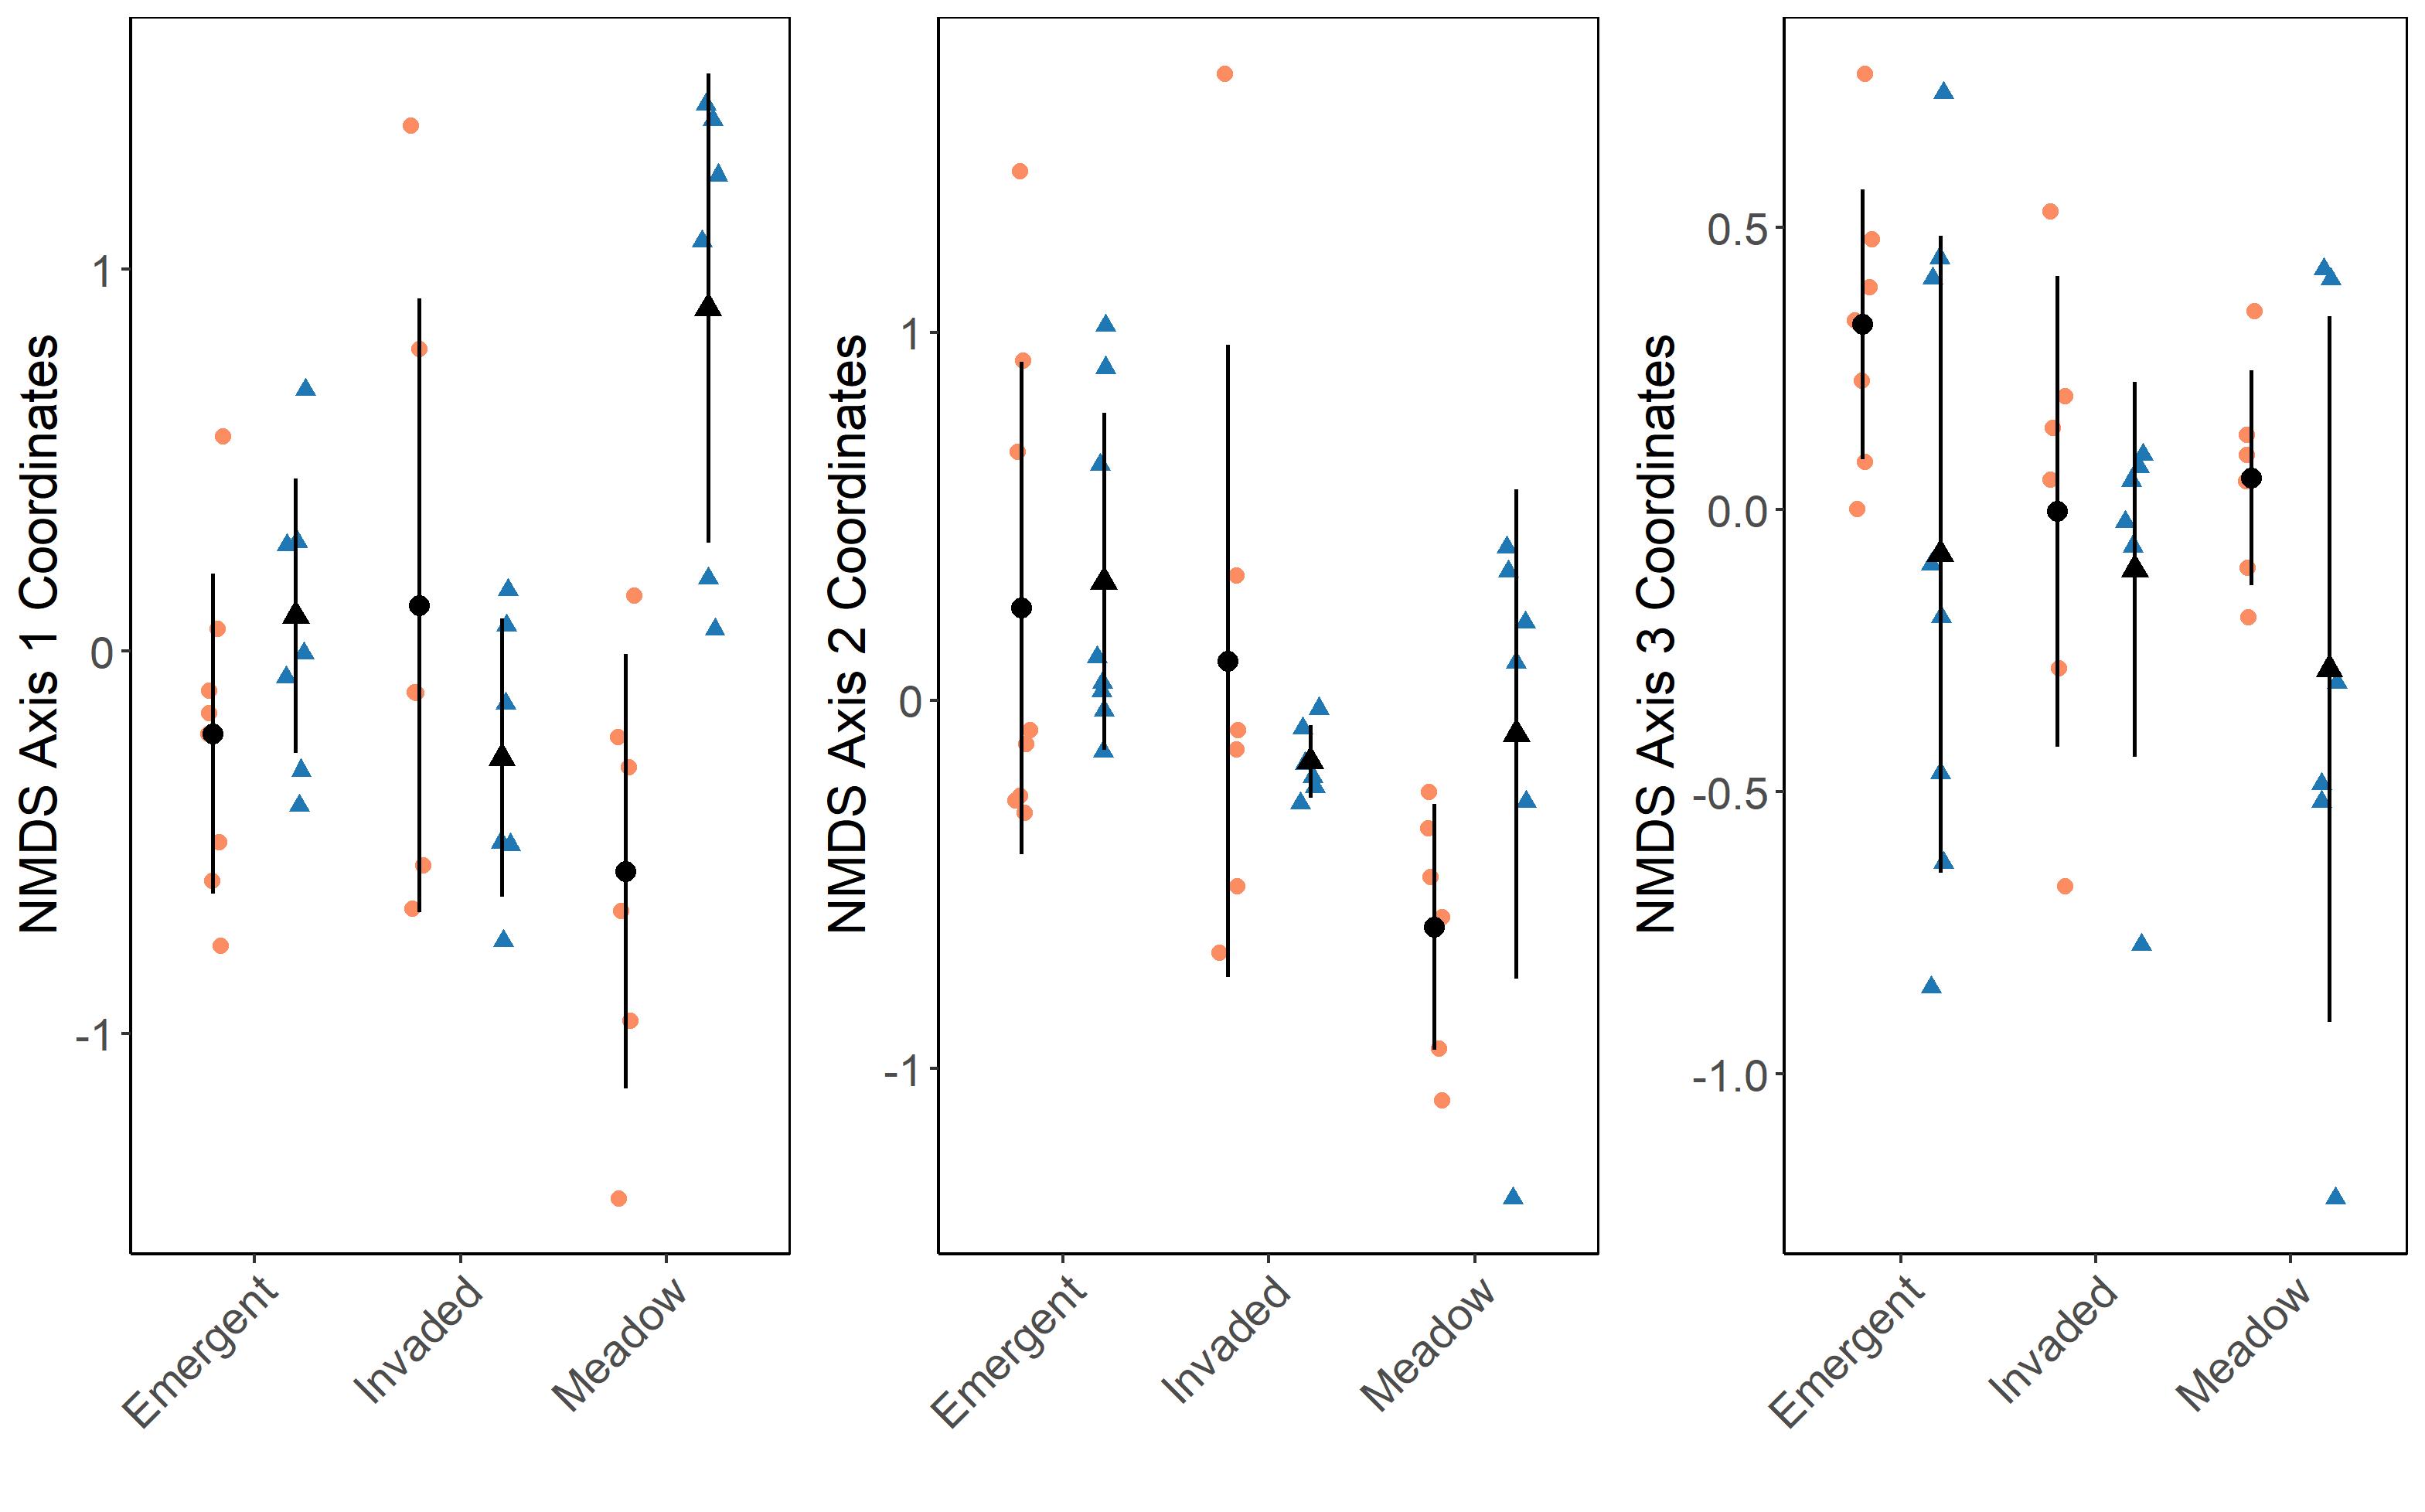 NMDS Axis 1 Coordinates
1
0
-1
Emergent
Invaded
Meadow
NMDS Axis 2 Coordinates
1
0
-1
Emergent
Invaded
Meadow
NMDS Axis 3 Coordinates
0.5
0.0
-0.5
-1.0
Emergent
Invaded
Meadow